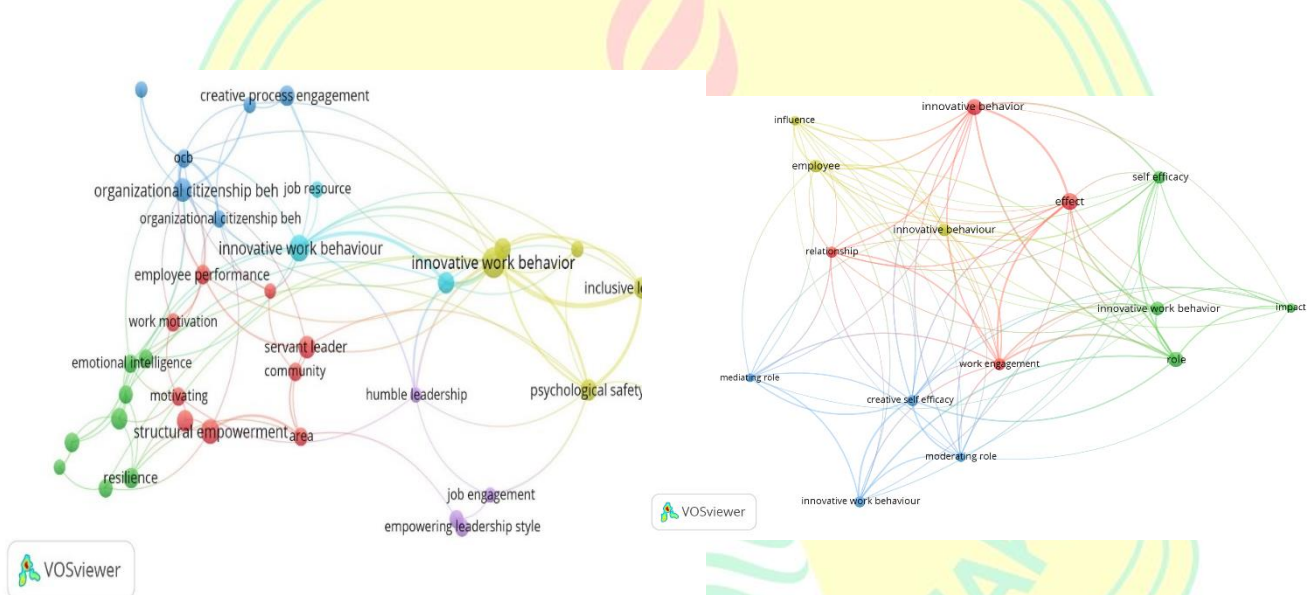 creative process engagement
ocb
organizational citizenship beh
job resource
organizational citizenship beh
innovative work behaviour
innovative work behavior
employee performance
inclusive le
work motivation
servant leader
emotional intelligence
community
motivating
humble leadership
psychological safety
structural empowerment
area
resilience
job engagement
empowering leadership style
VOSviewer
innovative behavior
influence
employee
self efficacy
effect
innovative behaviour
relationship
innovative work behavior
impact
role
work engagement
mediating role
creative self efficacy
moderating role
innovative work behaviour
VOSviewer
AP